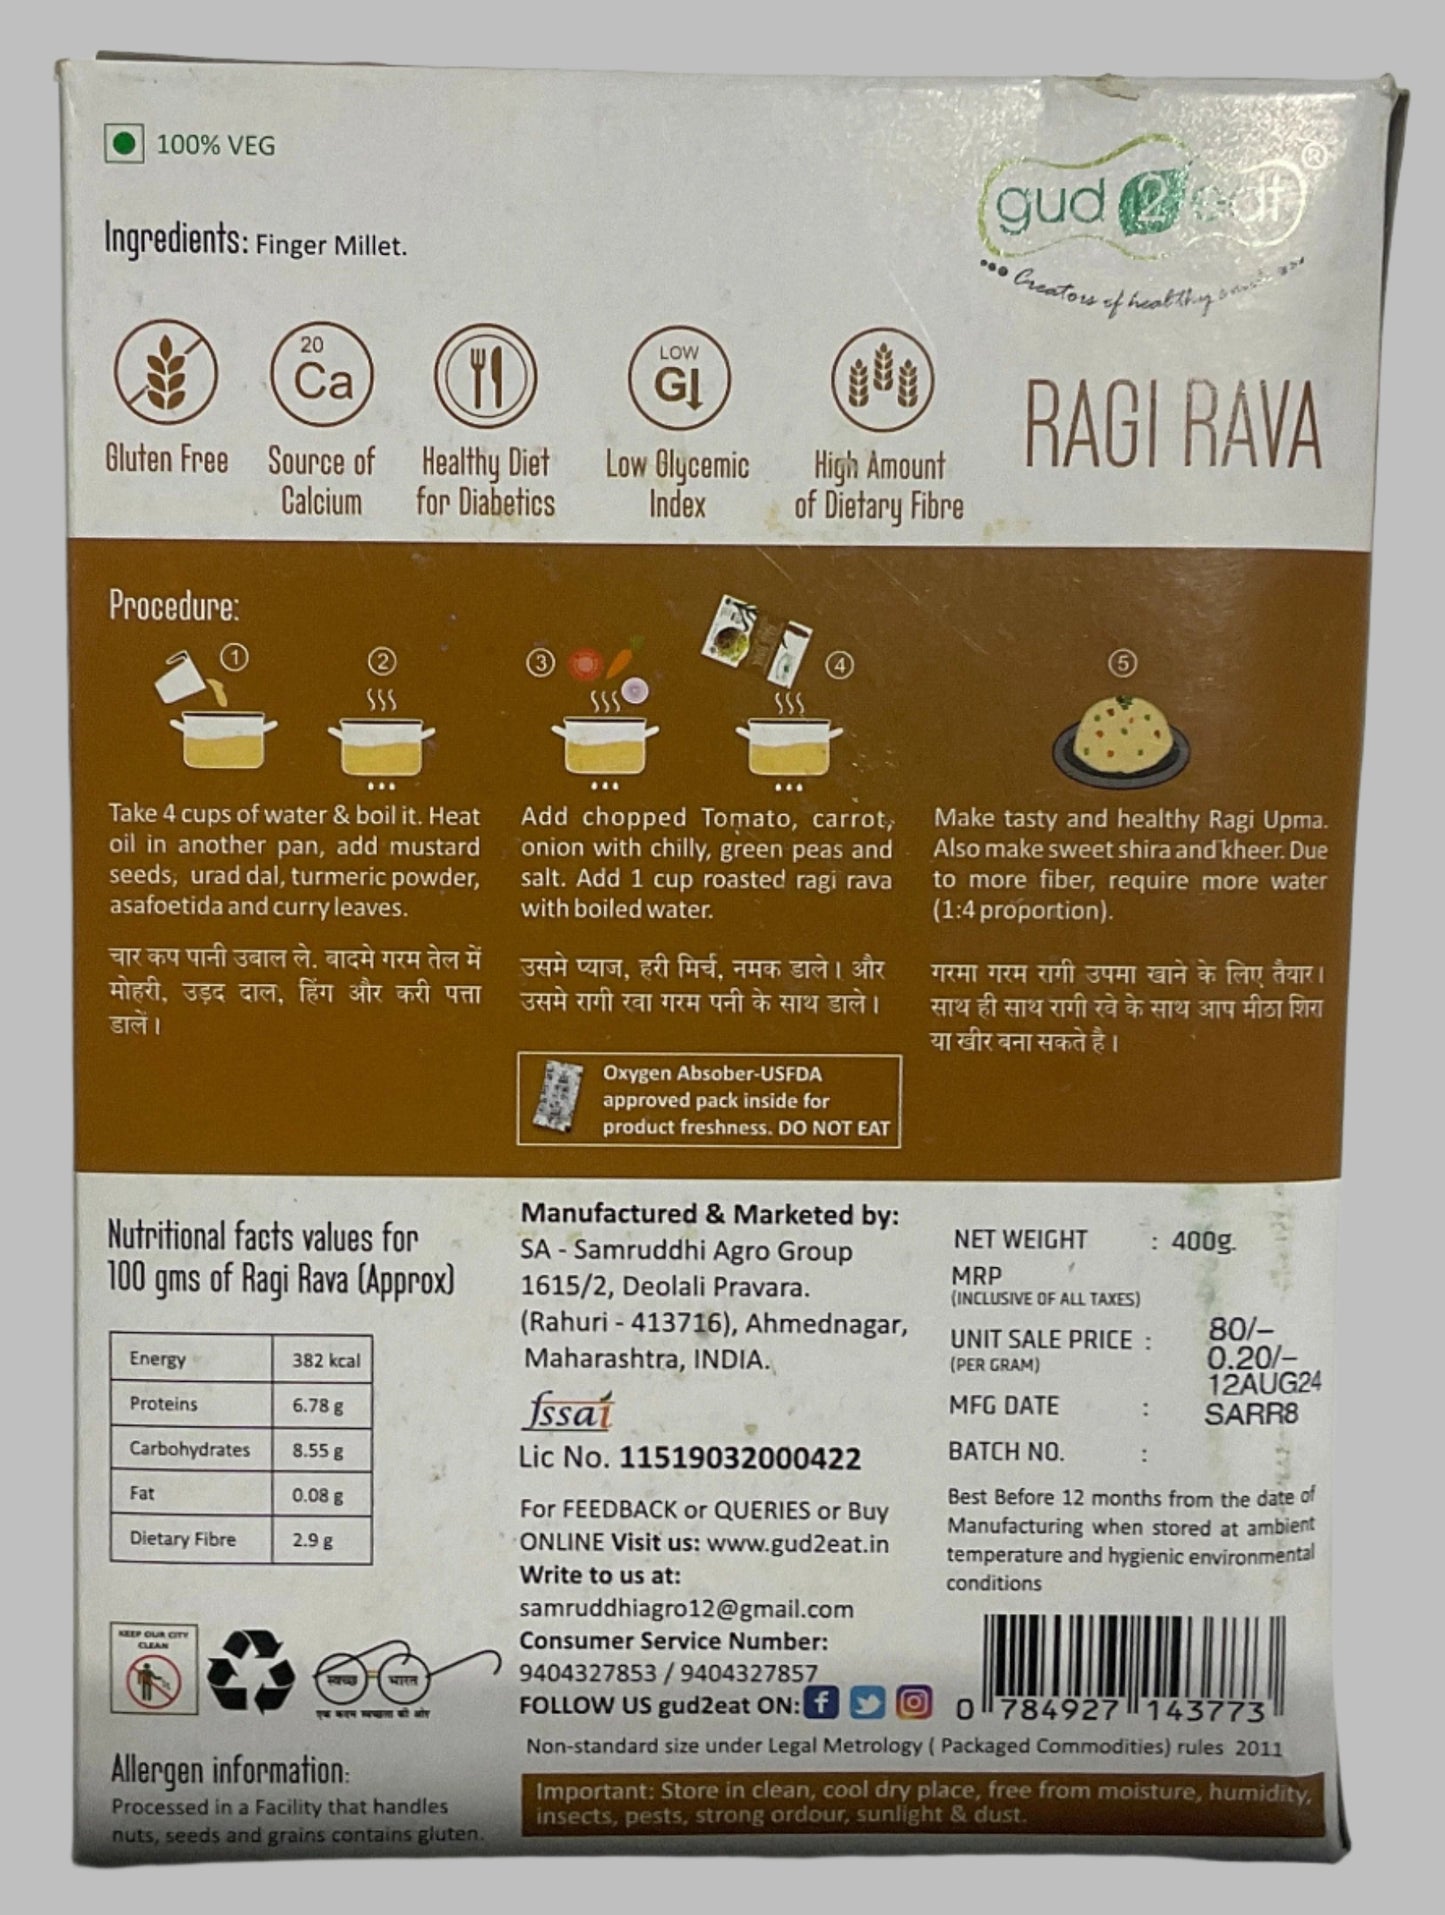 100% VEG
gud 2 eat ®
Creators of healthy
Ingredients: Finger Millet.
20
Ca
LOW
GI
Gluten Free
Source of
Calcium
Healthy Diet
for Diabetics
Low Glycemic
Index
High Amount
of Dietary Fibre
RAGI RAVA
Procedure:
1
2
3
4
5
Take 4 cups of water & boil it. Heat
oil in another pan, add mustard
seeds, urad dal, turmeric powder,
asafoetida and curry leaves.
चार कप पानी उबाल ले. बादमे गरम तेल में
मोहरी, उड़द दाल, हिंग और करी पत्ता
डालें।
Add chopped Tomato, carrot,
onion with chilly, green peas and
salt. Add 1 cup roasted ragi rava
with boiled water.
उसमे प्याज, हरी मिर्च, नमक डाले। और
उसमे रागी रवा गरम पनी के साथ डाले।
Make tasty and healthy Ragi Upma.
Also make sweet shira and kheer. Due
to more fiber, require more water
(1:4 proportion).
गरमा गरम रागी उपमा खाने के लिए तैयार।
साथ ही साथ रागी रवे के साथ आप मीठा शिरा
या खीर बना सकते है।
Oxygen Absober-USFDA
approved pack inside for
product freshness. DO NOT EAT
Nutritional facts values for
100 gms of Ragi Rava (Approx)
Energy 382 kcal
Proteins 6.78 g
Carbohydrates 8.55 g
Fat 0.08 g
Dietary Fibre 2.9 g
KEEP OUR CITY
CLEAN
स्वच्छ भारत
एक कदम स्वच्छता की ओर
Allergen information:
Processed in a Facility that handles
nuts, seeds and grains contains gluten.
Manufactured & Marketed by:
SA - Samruddhi Agro Group
1615/2, Deolali Pravara.
(Rahuri - 413716), Ahmednagar,
Maharashtra, INDIA.
fssai
Lic No. 11519032000422
For FEEDBACK or QUERIES or Buy
ONLINE Visit us: www.gud2eat.in
Write to us at:
samruddhiagro12@gmail.com
Consumer Service Number:
9404327853 / 9404327857
FOLLOW US gud2eat ON:
NET WEIGHT : 400g.
MRP
(INCLUSIVE OF ALL TAXES)
80/-
UNIT SALE PRICE :
0.20/-
(PER GRAM)
12AUG24
MFG DATE :
SARR8
BATCH NO. :
Best Before 12 months from the date of
Manufacturing when stored at ambient
temperature and hygienic environmental
conditions
0 784927 143773
Non-standard size under Legal Metrology ( Packaged Commodities) rules 2011
Important: Store in clean, cool dry place, free from moisture, humidity,
insects, pests, strong ordour, sunlight & dust.